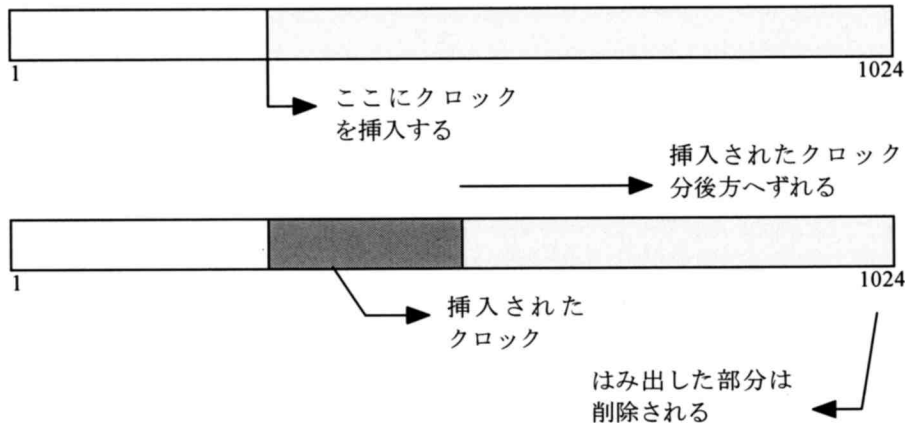 1
1024
ここにクロック
を挿入する
挿入されたクロック
分後方へずれる
1
1024
挿入された
クロック
はみ出した部分は
削除される